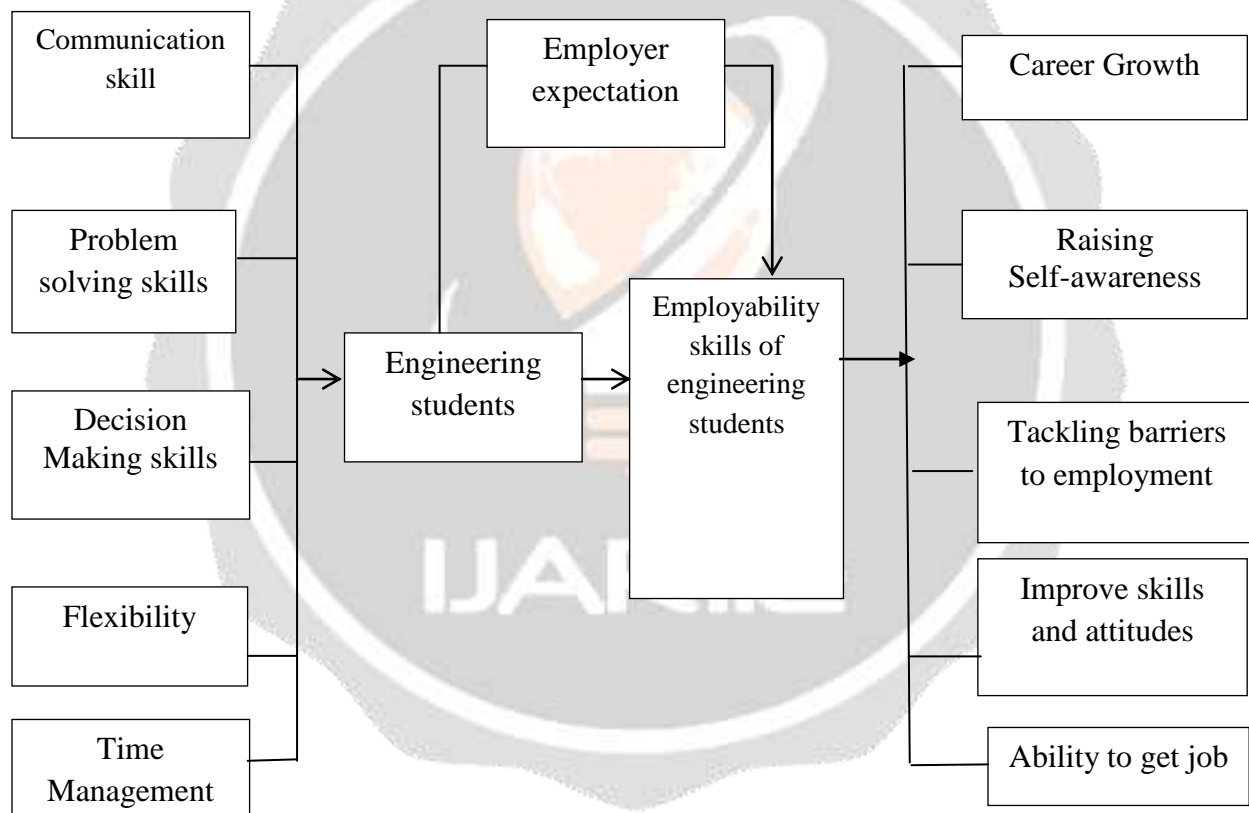 Communication
skill
Employer
expectation
Career Growth
Problem
solving skills
Raising
Self-awareness
Engineering
students
Employability
skills of
engineering
students
Decision
Making skills
Tackling barriers
to employment
Flexibility
Improve skills
and attitudes
Time
Management
Ability to get job